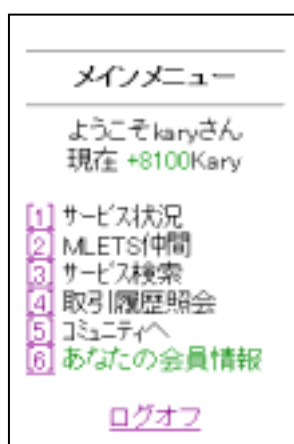 メインメニュー
ようこそkaryさん
現在 +8100Kary
[1] サービス状況
[2] MLETS仲間
[3] サービス検索
[4] 取引履歴照会
[5] コミュニティへ
[6] あなたの会員情報
ログオフ